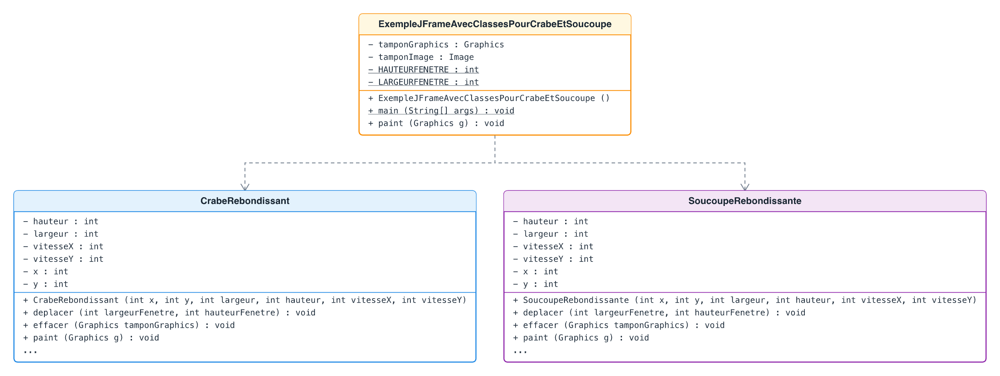 ExempleJFrameAvecClassesPourCrabeEtSoucoupe
- tamponGraphics : Graphics
- tamponImage : Image
- HAUTEURFENETRE : int
- LARGEURFENETRE : int
+ ExempleJFrameAvecClassesPourCrabeEtSoucoupe ()
+ main (String[] args) : void
+ paint (Graphics g) : void
CrabeRebondissant
- hauteur : int
- largeur : int
- vitesseX : int
- vitesseY : int
- x : int
- y : int
+ CrabeRebondissant (int x, int y, int largeur, int hauteur, int vitesseX, int vitesseY)
+ deplacer (int largeurFenetre, int hauteurFenetre) : void
+ effacer (Graphics tamponGraphics) : void
+ paint (Graphics g) : void
...
SoucoupeRebondissante
- hauteur : int
- largeur : int
- vitesseX : int
- vitesseY : int
- x : int
- y : int
+ SoucoupeRebondissante (int x, int y, int largeur, int hauteur, int vitesseX, int vitesseY)
+ deplacer (int largeurFenetre, int hauteurFenetre) : void
+ effacer (Graphics tamponGraphics) : void
+ paint (Graphics g) : void
...